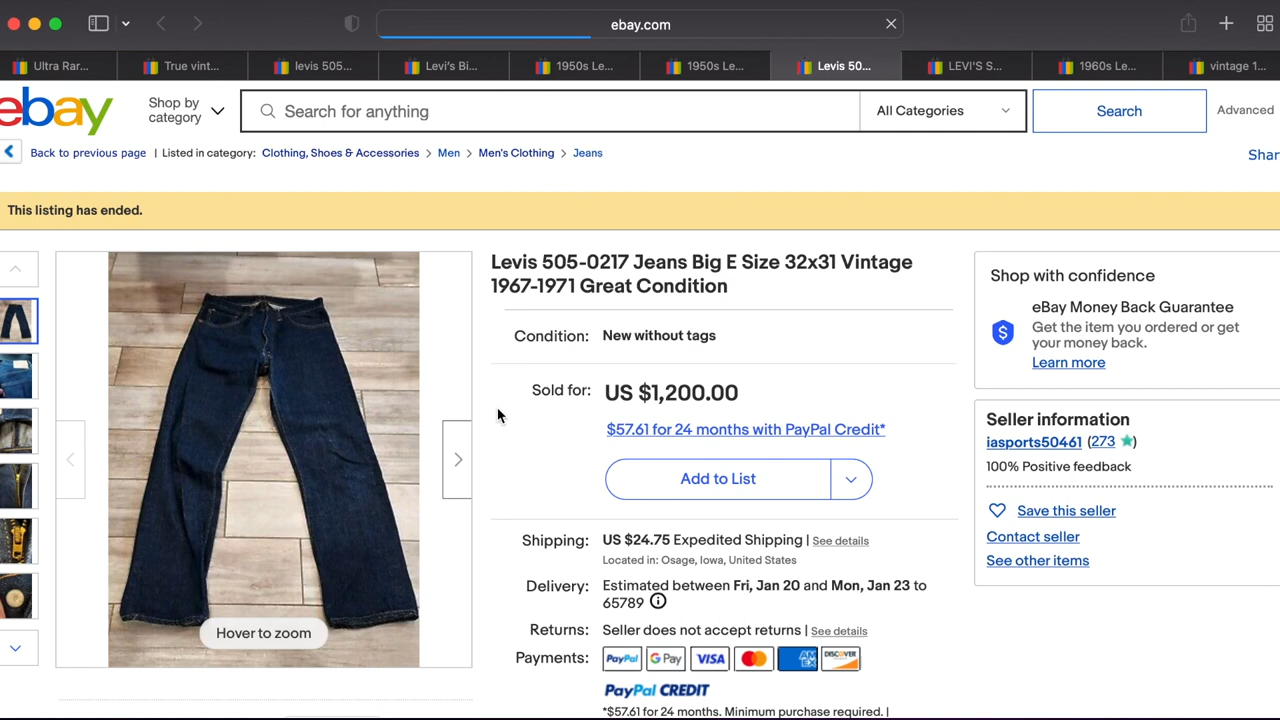 ebay.com
Ultra Rar...
True vint...
levis 505...
Levi's Bi...
1950s Le...
1950s Le...
Levis 50...
LEVI'S S...
1960s Le...
vintage 1...
ebay
Shop by
category
Search for anything
All Categories
Search
Advanced
Back to previous page | Listed in category: Clothing, Shoes & Accessories > Men > Men's Clothing > Jeans
Shar
This listing has ended.
Levis 505-0217 Jeans Big E Size 32x31 Vintage
1967-1971 Great Condition
Condition: New without tags
Sold for: US $1,200.00
$57.61 for 24 months with PayPal Credit*
Add to List
Shipping: US $24.75 Expedited Shipping | See details
Located in: Osage, Iowa, United States
Delivery: Estimated between Fri, Jan 20 and Mon, Jan 23 to
65789
Returns: Seller does not accept returns | See details
Payments: PayPal G Pay VISA MasterCard AMEX DISCOVER
PayPal CREDIT
*$57.61 for 24 months. Minimum purchase required. |
Hover to zoom
Shop with confidence
eBay Money Back Guarantee
Get the item you ordered or get
your money back.
Learn more
Seller information
iasports50461 (273)
100% Positive feedback
Save this seller
Contact seller
See other items